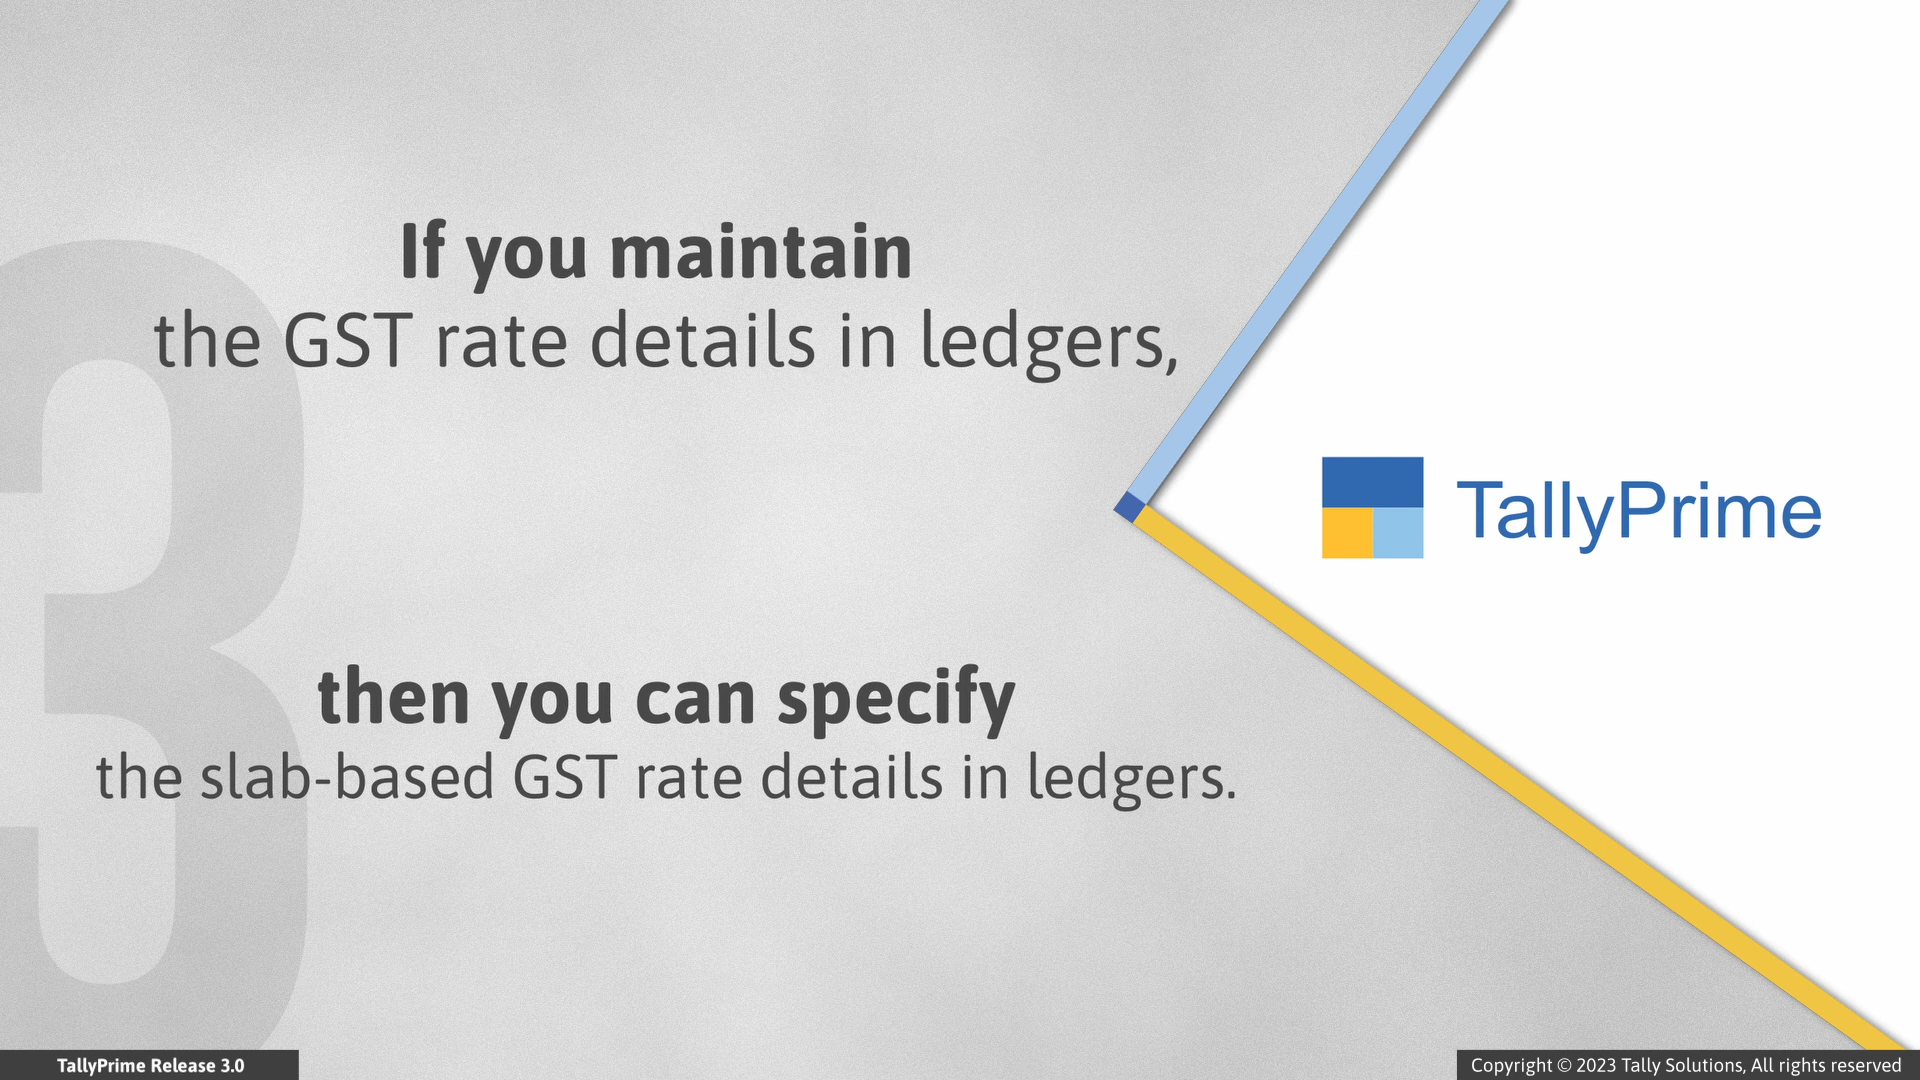 3
If you maintain
the GST rate details in ledgers,
TallyPrime
then you can specify
the slab-based GST rate details in ledgers.
TallyPrime Release 3.0
Copyright © 2023 Tally Solutions, All rights reserved